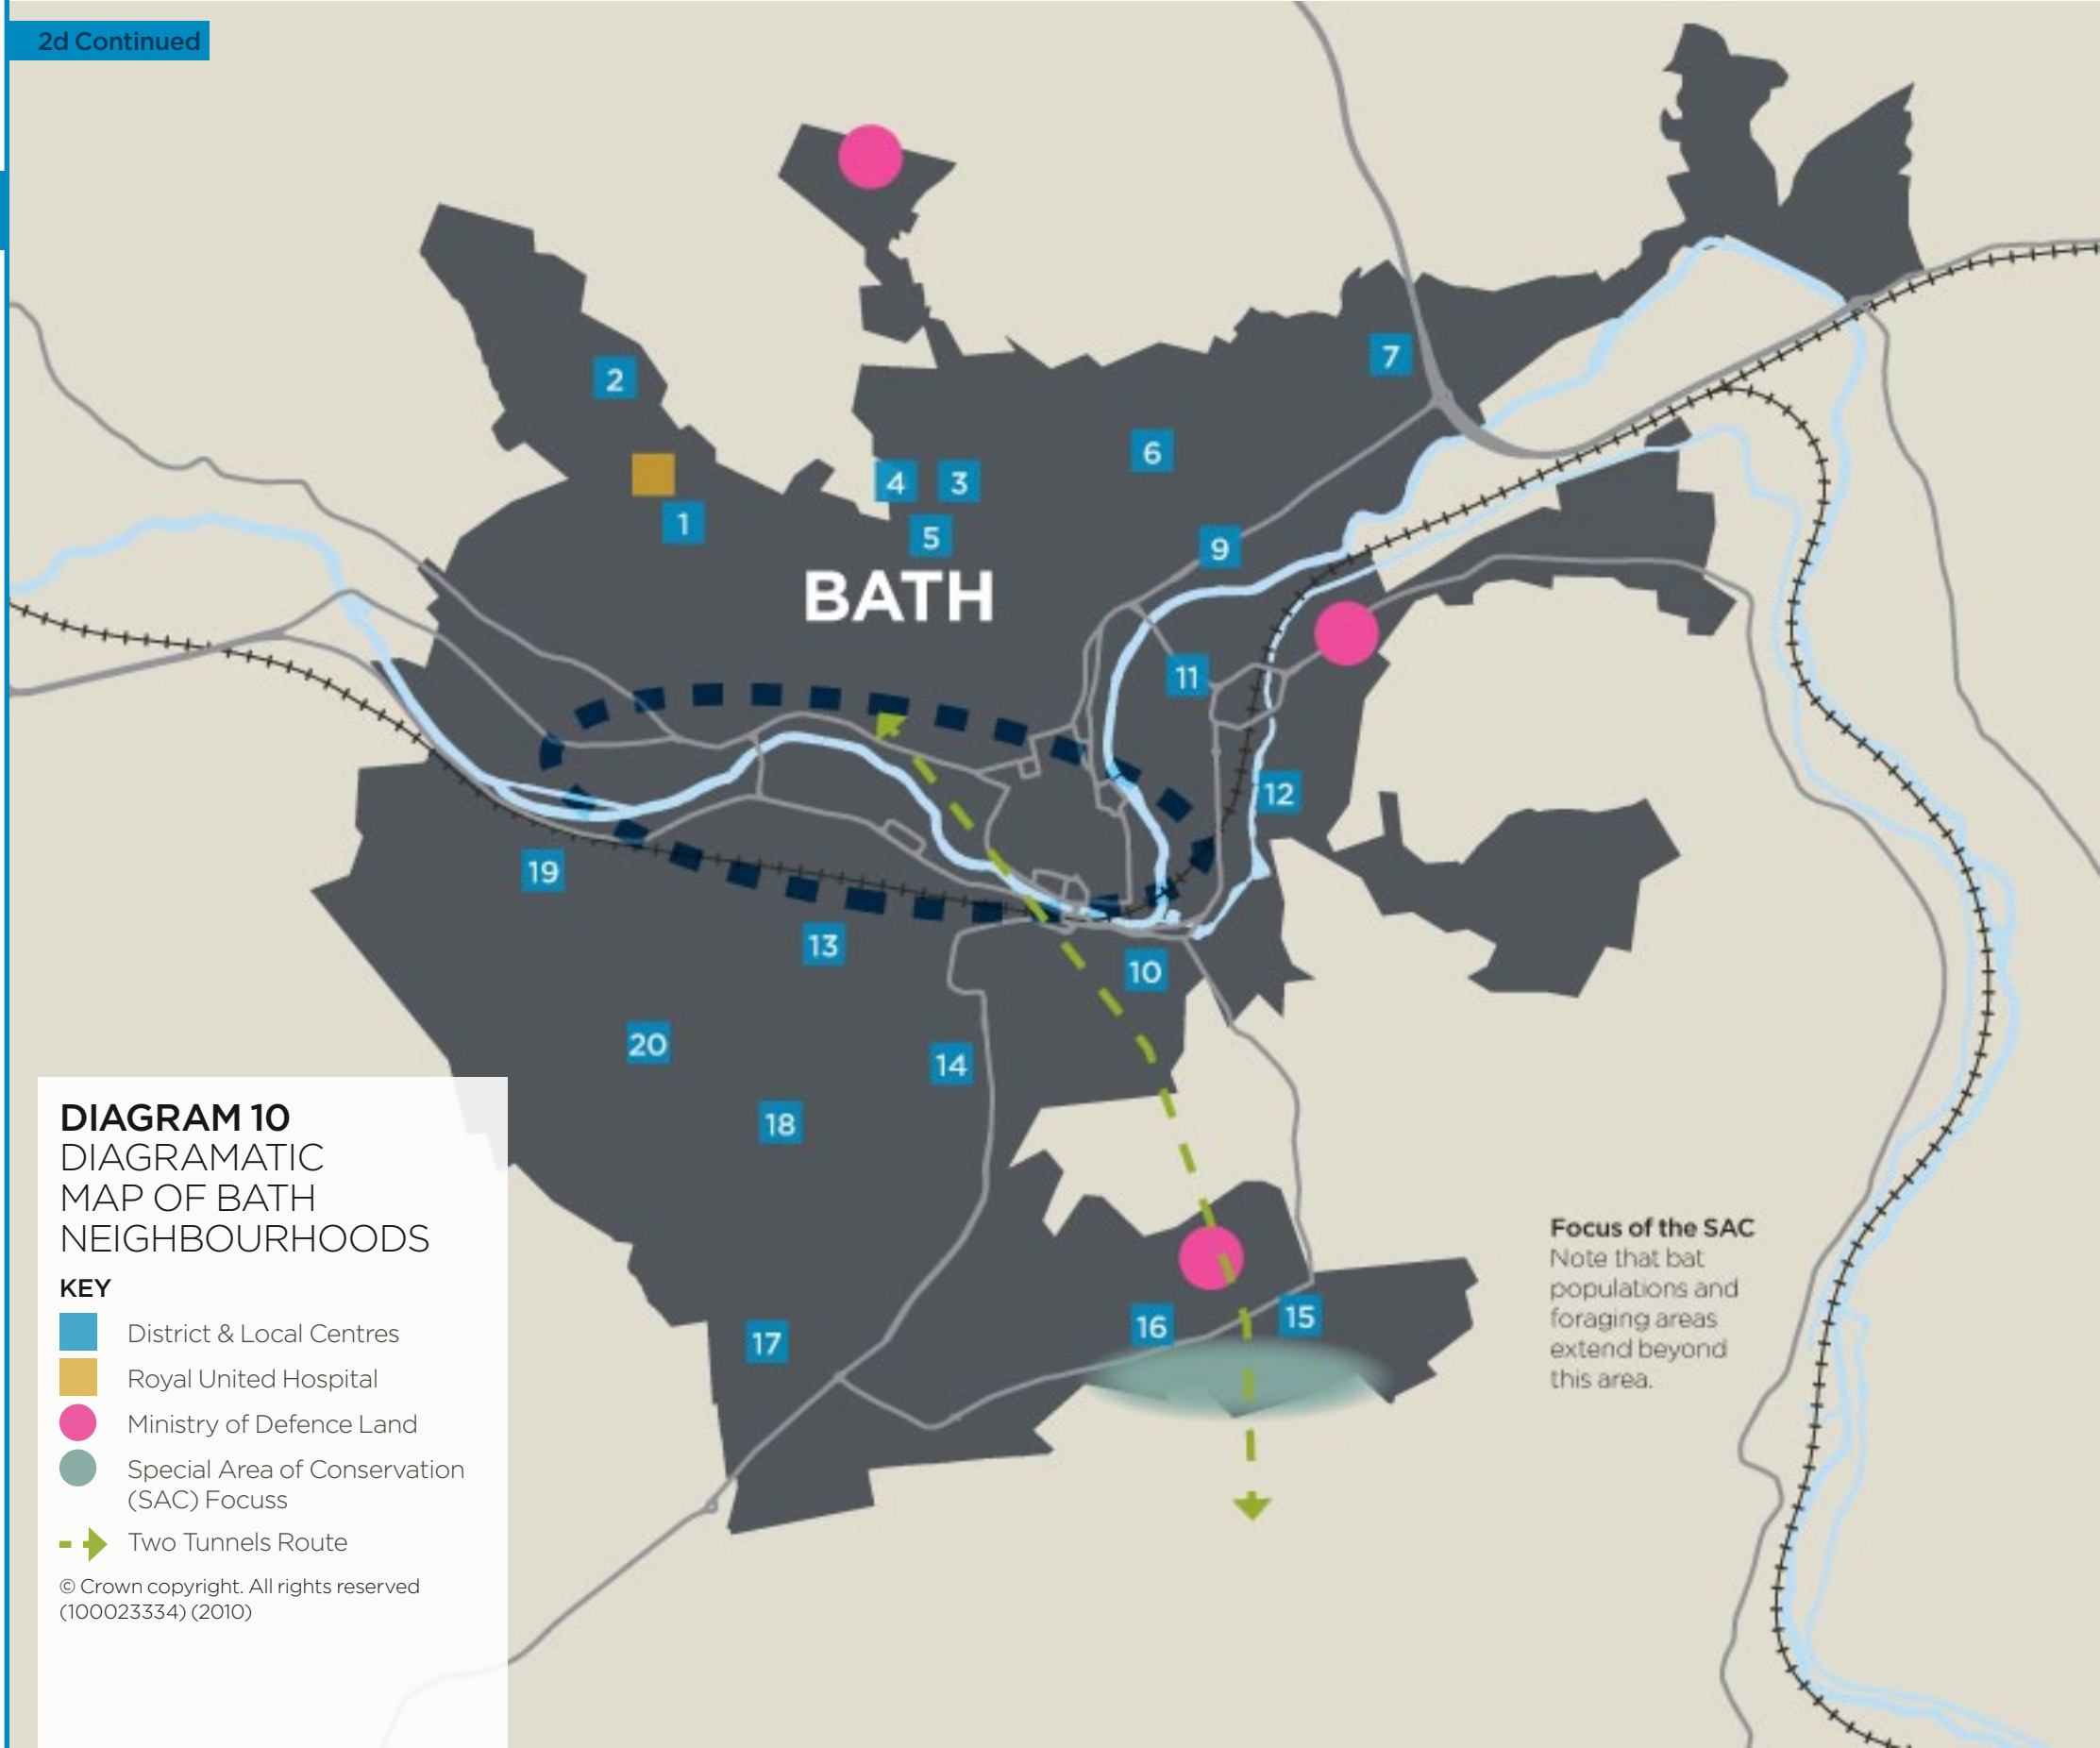 2d Continued
2
7
6
4
3
1
5
9
BATH
11
12
19
13
10
20
14
18
DIAGRAM 10
DIAGRAMATIC
MAP OF BATH
NEIGHBOURHOODS
KEY
District & Local Centres
Royal United Hospital
Ministry of Defence Land
Special Area of Conservation
(SAC) Focuss
Two Tunnels Route
© Crown copyright. All rights reserved
(100023334) (2010)
Focus of the SAC
Note that bat
populations and
foraging areas
extend beyond
this area.
15
16
17